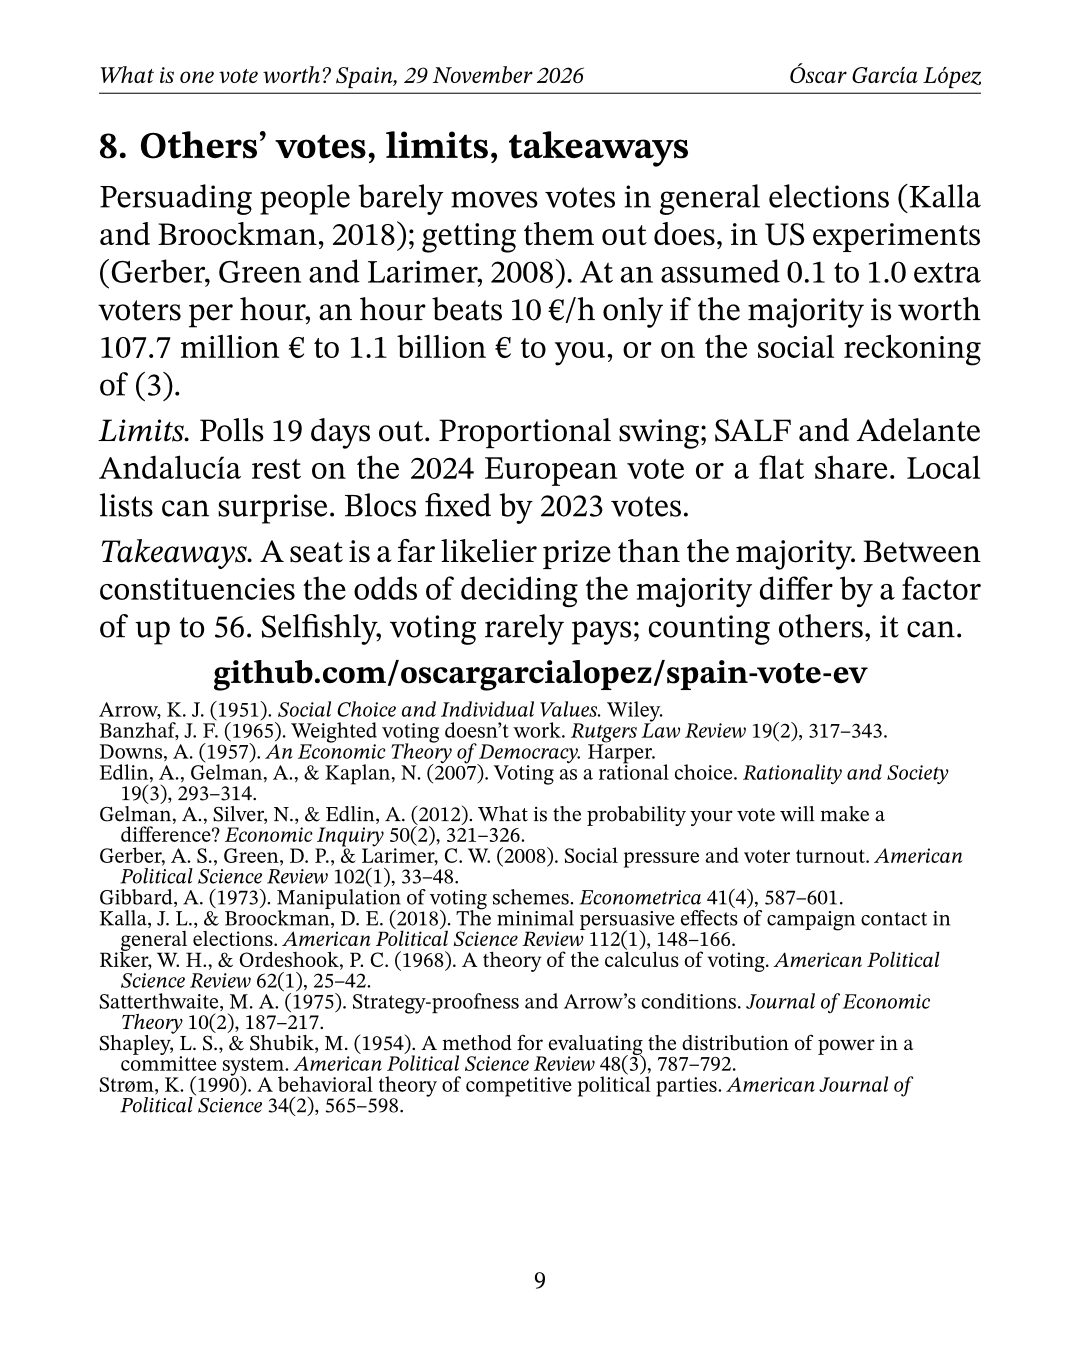 What is one vote worth? Spain, 29 November 2026 Óscar García López
8. Others’ votes, limits, takeaways
Persuading people barely moves votes in general elections (Kalla
and Broockman, 2018); getting them out does, in US experiments
(Gerber, Green and Larimer, 2008). At an assumed 0.1 to 1.0 extra
voters per hour, an hour beats 10 €/h only if the majority is worth
107.7 million € to 1.1 billion € to you, or on the social reckoning
of (3).
Limits. Polls 19 days out. Proportional swing; SALF and Adelante
Andalucía rest on the 2024 European vote or a flat share. Local
lists can surprise. Blocs fixed by 2023 votes.
Takeaways. A seat is a far likelier prize than the majority. Between
constituencies the odds of deciding the majority differ by a factor
of up to 56. Selfishly, voting rarely pays; counting others, it can.
github.com/oscargarcialopez/spain-vote-ev
Arrow, K. J. (1951). Social Choice and Individual Values. Wiley.
Banzhaf, J. F. (1965). Weighted voting doesn’t work. Rutgers Law Review 19(2), 317–343.
Downs, A. (1957). An Economic Theory of Democracy. Harper.
Edlin, A., Gelman, A., & Kaplan, N. (2007). Voting as a rational choice. Rationality and Society
19(3), 293–314.
Gelman, A., Silver, N., & Edlin, A. (2012). What is the probability your vote will make a
difference? Economic Inquiry 50(2), 321–326.
Gerber, A. S., Green, D. P., & Larimer, C. W. (2008). Social pressure and voter turnout. American
Political Science Review 102(1), 33–48.
Gibbard, A. (1973). Manipulation of voting schemes. Econometrica 41(4), 587–601.
Kalla, J. L., & Broockman, D. E. (2018). The minimal persuasive effects of campaign contact in
general elections. American Political Science Review 112(1), 148–166.
Riker, W. H., & Ordeshook, P. C. (1968). A theory of the calculus of voting. American Political
Science Review 62(1), 25–42.
Satterthwaite, M. A. (1975). Strategy-proofness and Arrow’s conditions. Journal of Economic
Theory 10(2), 187–217.
Shapley, L. S., & Shubik, M. (1954). A method for evaluating the distribution of power in a
committee system. American Political Science Review 48(3), 787–792.
Strøm, K. (1990). A behavioral theory of competitive political parties. American Journal of
Political Science 34(2), 565–598.
9